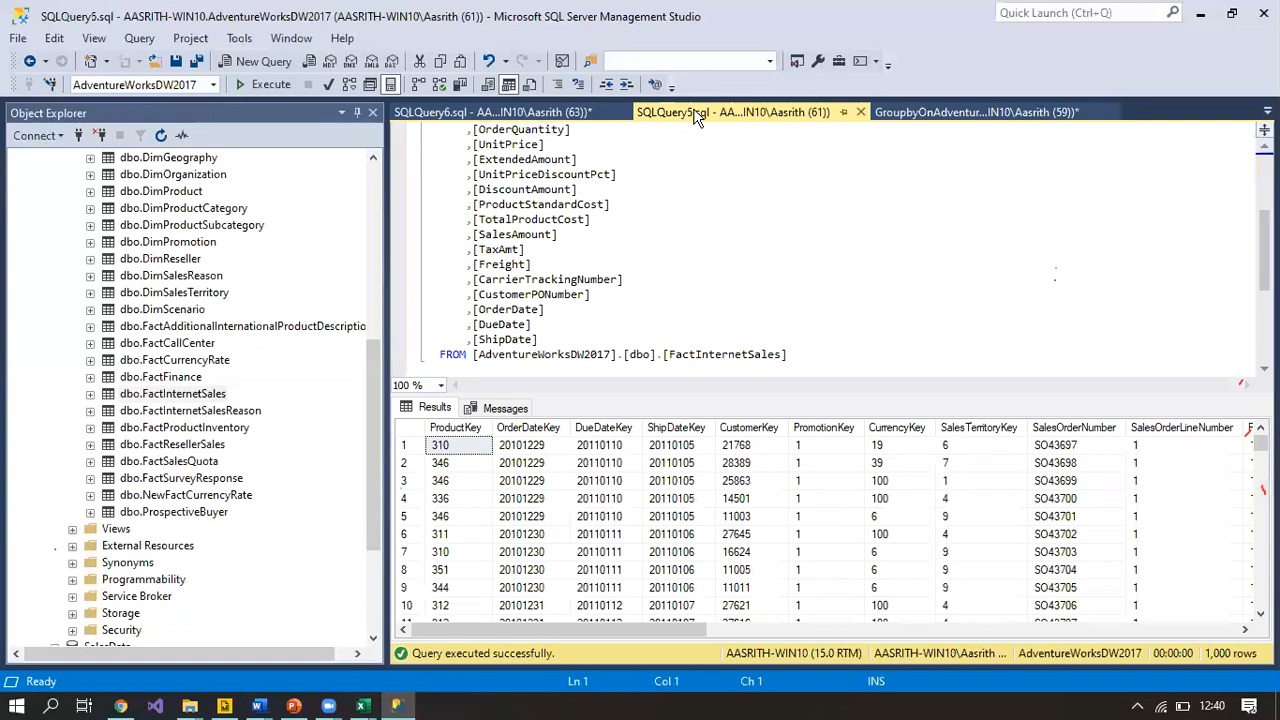 SQLQuery5.sql - AASRITH-WIN10.AdventureWorksDW2017 (AASRITH-WIN10\Aasrith (61)) - Microsoft SQL Server Management Studio
Quick Launch (Ctrl+Q)
File Edit View Query Project Tools Window Help
New Query MDX DMX XMLA DAX
AdventureWorksDW2017 Execute
Object Explorer
SQLQuery6.sql - AA...IN10\Aasrith (63))*
SQLQuery5.sql - AA...IN10\Aasrith (61))
GroupbyOnAdventur...IN10\Aasrith (59))*
Connect
dbo.DimGeography
dbo.DimOrganization
dbo.DimProduct
dbo.DimProductCategory
dbo.DimProductSubcategory
dbo.DimPromotion
dbo.DimReseller
dbo.DimSalesReason
dbo.DimSalesTerritory
dbo.DimScenario
dbo.FactAdditionalInternationalProductDescriptio
dbo.FactCallCenter
dbo.FactCurrencyRate
dbo.FactFinance
dbo.FactInternetSales
dbo.FactInternetSalesReason
dbo.FactProductInventory
dbo.FactResellerSales
dbo.FactSalesQuota
dbo.FactSurveyResponse
dbo.NewFactCurrencyRate
dbo.ProspectiveBuyer
Views
External Resources
Synonyms
Programmability
Service Broker
Storage
Security
,[OrderQuantity]
,[UnitPrice]
,[ExtendedAmount]
,[UnitPriceDiscountPct]
,[DiscountAmount]
,[ProductStandardCost]
,[TotalProductCost]
,[SalesAmount]
,[TaxAmt]
,[Freight]
,[CarrierTrackingNumber]
,[CustomerPONumber]
,[OrderDate]
,[DueDate]
,[ShipDate]
FROM [AdventureWorksDW2017].[dbo].[FactInternetSales]
100 %
Results Messages
ProductKey OrderDateKey DueDateKey ShipDateKey CustomerKey PromotionKey CurrencyKey SalesTerritoryKey SalesOrderNumber SalesOrderLineNumber
1 310 20101229 20110110 20110105 21768 1 19 6 SO43697 1
2 346 20101229 20110110 20110105 28389 1 39 7 SO43698 1
3 346 20101229 20110110 20110105 25863 1 100 1 SO43699 1
4 336 20101229 20110110 20110105 14501 1 100 4 SO43700 1
5 346 20101229 20110110 20110105 11003 1 6 9 SO43701 1
6 311 20101230 20110111 20110106 27645 1 100 4 SO43702 1
7 310 20101230 20110111 20110106 16624 1 6 9 SO43703 1
8 351 20101230 20110111 20110106 11005 1 6 9 SO43704 1
9 344 20101230 20110111 20110106 11011 1 6 9 SO43705 1
10 312 20101231 20110112 20110107 27621 1 100 4 SO43706 1
Query executed successfully. AASRITH-WIN10 (15.0 RTM) AASRITH-WIN10\Aasrith ... AdventureWorksDW2017 00:00:00 1,000 rows
Ready Ln 1 Col 1 Ch 1 INS
12:40